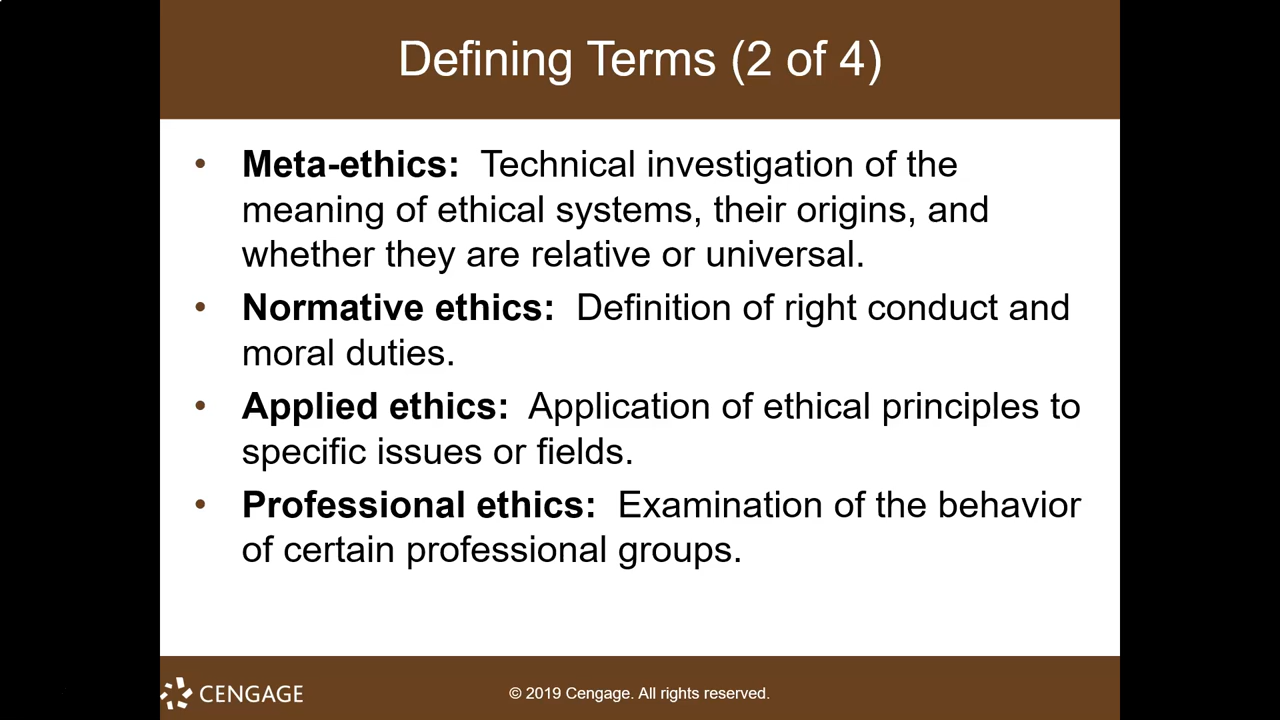 Defining Terms (2 of 4)
• Meta-ethics: Technical investigation of the
meaning of ethical systems, their origins, and
whether they are relative or universal.
• Normative ethics: Definition of right conduct and
moral duties.
• Applied ethics: Application of ethical principles to
specific issues or fields.
• Professional ethics: Examination of the behavior
of certain professional groups.
CENGAGE
© 2019 Cengage. All rights reserved.